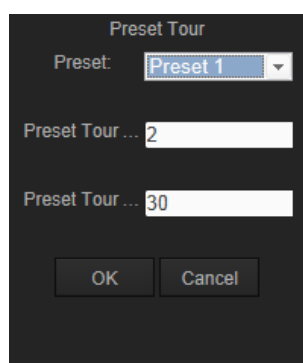 Preset Tour
Preset: Preset 1
Preset Tour ... 2
Preset Tour ... 30
OK Cancel